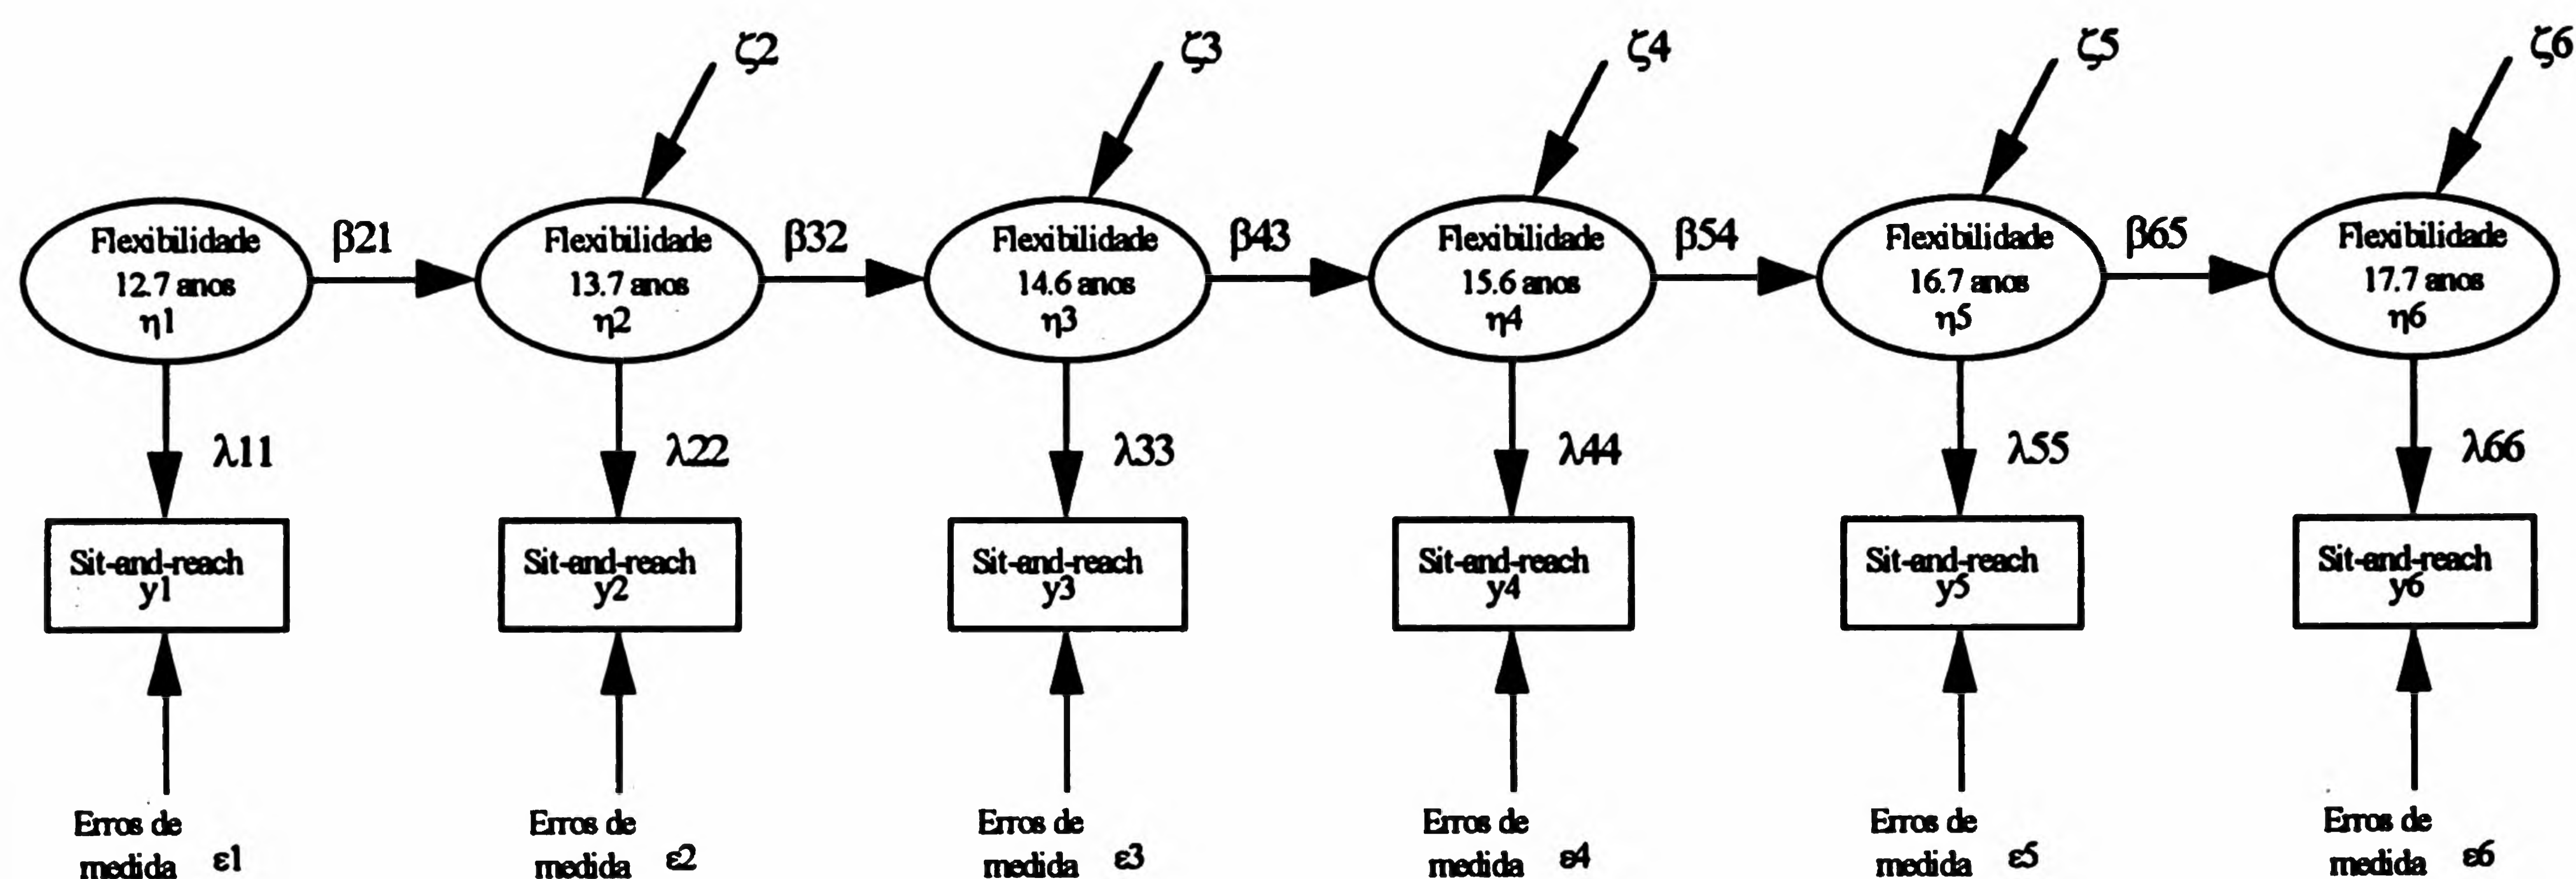 ζ2 ζ3 ζ4 ζ5 ζ6
β21 β32 β43 β54 β65
Flexibilidade Flexibilidade Flexibilidade Flexibilidade Flexibilidade Flexibilidade
12.7 anos 13.7 anos 14.6 anos 15.6 anos 16.7 anos 17.7 anos
η1 η2 η3 η4 η5 η6
λ11 λ22 λ33 λ44 λ55 λ66
Sit-and-reach Sit-and-reach Sit-and-reach Sit-and-reach Sit-and-reach Sit-and-reach
y1 y2 y3 y4 y5 y6
Erros de Erros de Erros de Erros de Erros de Erros de
medida ε1 medida ε2 medida ε3 medida ε4 medida ε5 medida ε6